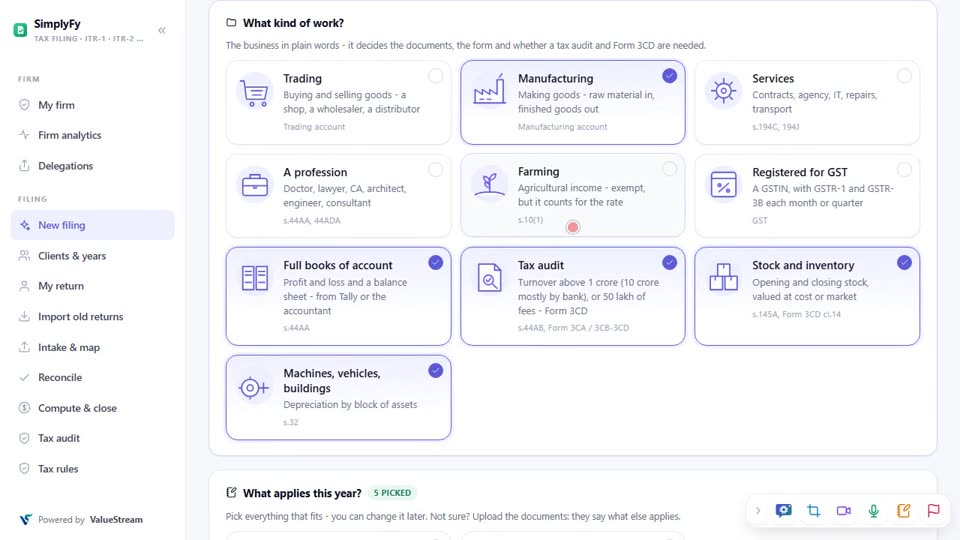 SimplyFy
TAX FILING • ITR-1 • ITR-2 ...
FIRM
My firm
Firm analytics
Delegations
FILING
New filing
Clients & years
My return
Import old returns
Intake & map
Reconcile
Compute & close
Tax audit
Tax rules
Powered by ValueStream
What kind of work?
The business in plain words - it decides the documents, the form and whether a tax audit and Form 3CD are needed.
Trading
Buying and selling goods - a
shop, a wholesaler, a distributor
Trading account
Manufacturing
Making goods - raw material in,
finished goods out
Manufacturing account
Services
Contracts, agency, IT, repairs,
transport
s.194C, 194J
A profession
Doctor, lawyer, CA, architect,
engineer, consultant
s.44AA, 44ADA
Farming
Agricultural income - exempt,
but it counts for the rate
s.10(1)
Registered for GST
A GSTIN, with GSTR-1 and GSTR-
3B each month or quarter
GST
Full books of account
Profit and loss and a balance
sheet - from Tally or the
accountant
s.44AA
Tax audit
Turnover above 1 crore (10 crore
mostly by bank), or 50 lakh of
fees - Form 3CD
s.44AB, Form 3CA / 3CB-3CD
Stock and inventory
Opening and closing stock,
valued at cost or market
s.145A, Form 3CD cl.14
Machines, vehicles,
buildings
Depreciation by block of assets
s.32
What applies this year? 5 PICKED
Pick everything that fits - you can change it later. Not sure? Upload the documents: they say what else applies.